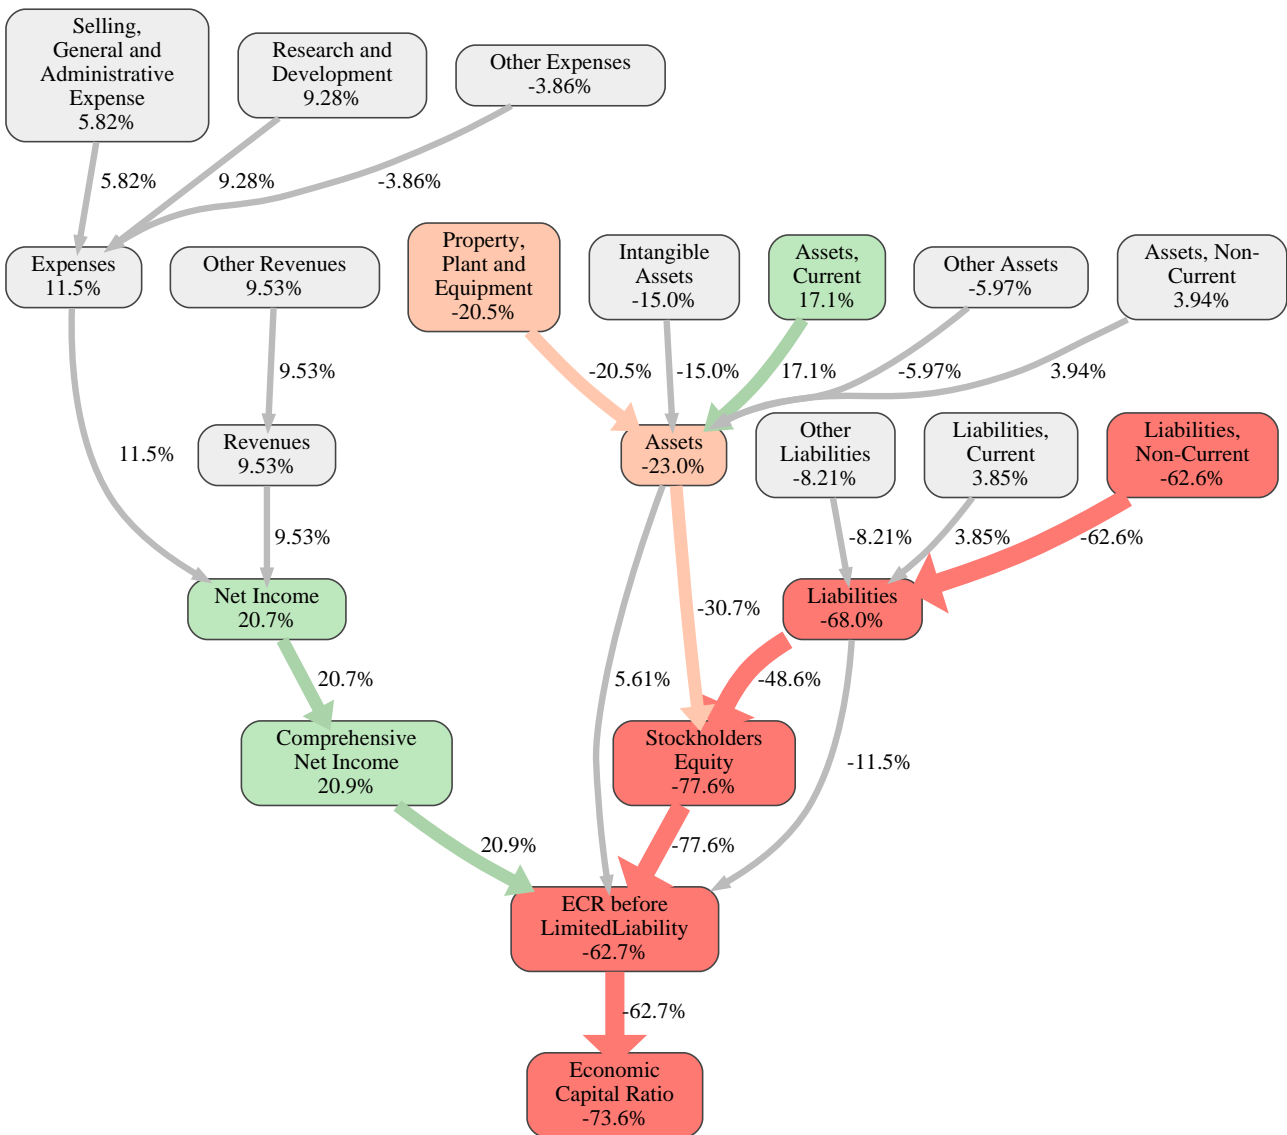 Selling,
General and
Administrative
Expense
5.82%
Research and
Development
9.28%
Other Expenses
-3.86%
5.82%
9.28%
-3.86%
Expenses
11.5%
Other Revenues
9.53%
Property,
Plant and
Equipment
-20.5%
Intangible
Assets
-15.0%
Assets,
Current
17.1%
Other Assets
-5.97%
Assets, Non-
Current
3.94%
9.53%
-20.5%
-15.0%
17.1%
-5.97%
3.94%
11.5%
Revenues
9.53%
Assets
-23.0%
Other
Liabilities
-8.21%
Liabilities,
Current
3.85%
Liabilities,
Non-Current
-62.6%
9.53%
-8.21%
3.85%
-62.6%
Net Income
20.7%
-30.7%
Liabilities
-68.0%
20.7%
5.61%
-48.6%
Comprehensive
Net Income
20.9%
Stockholders
Equity
-77.6%
-11.5%
20.9%
-77.6%
ECR before
LimitedLiability
-62.7%
-62.7%
Economic
Capital Ratio
-73.6%